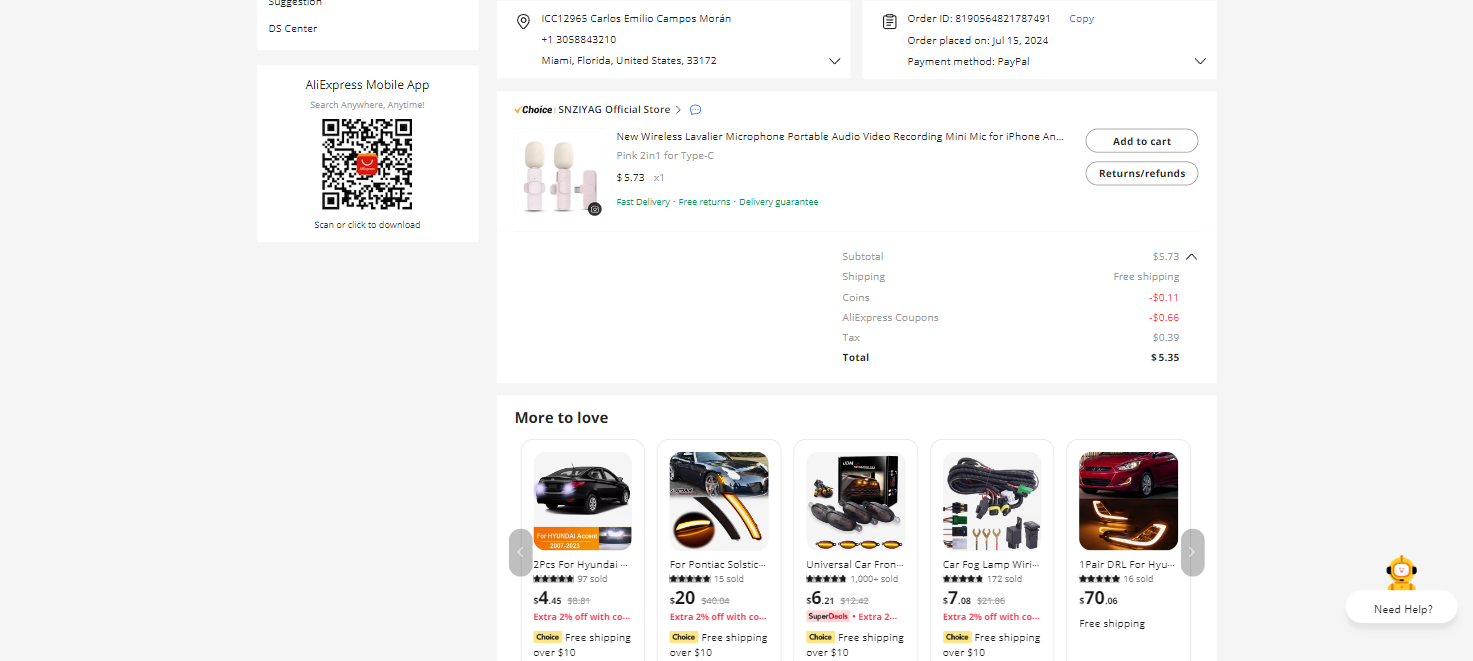 Suggestion
DS Center
AliExpress Mobile App
Search Anywhere, Anytime!
Scan or click to download
ICC12965 Carlos Emilio Campos Morán
+1 3058843210
Miami, Florida, United States, 33172
Order ID: 8190564821787491 Copy
Order placed on: Jul 15, 2024
Payment method: PayPal
Choice SNZIYAG Official Store
New Wireless Lavalier Microphone Portable Audio Video Recording Mini Mic for iPhone An...
Pink 2in1 for Type-C
$5.73 x1
Fast Delivery · Free returns · Delivery guarantee
Add to cart
Returns/refunds
Subtotal $5.73
Shipping Free shipping
Coins -$0.11
AliExpress Coupons -$0.66
Tax $0.39
Total $5.35
More to love
For HYUNDAI Accent
2007-2023
2Pcs For Hyundai ...
97 sold
$4.45 $8.81
Extra 2% off with co...
Choice Free shipping
over $10
For Pontiac Solstic...
15 sold
$20 $40.04
Extra 2% off with co...
Choice Free shipping
over $10
Universal Car Fron...
1,000+ sold
$6.21 $12.42
SuperDeals • Extra 2...
Choice Free shipping
over $10
Car Fog Lamp Wiri...
172 sold
$7.08 $21.86
Extra 2% off with co...
Choice Free shipping
over $10
1Pair DRL For Hyu...
16 sold
$70.06
Free shipping
Need Help?